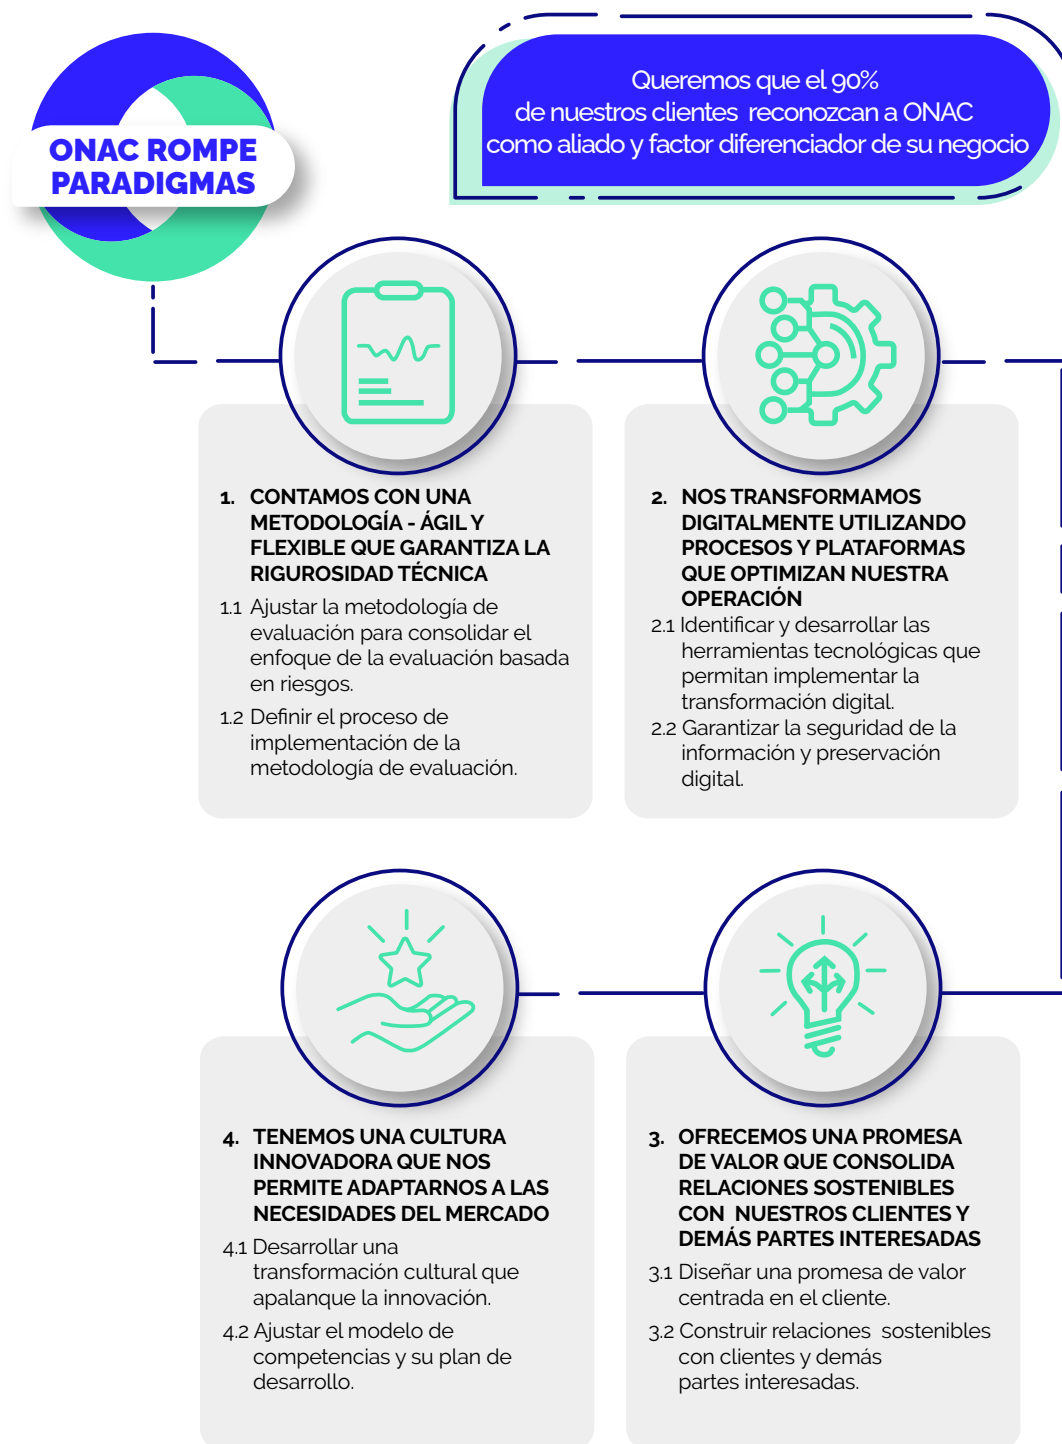 ONAC ROMPE
PARADIGMAS
Queremos que el 90%
de nuestros clientes reconozcan a ONAC
como aliado y factor diferenciador de su negocio
1. CONTAMOS CON UNA
METODOLOGÍA - ÁGIL Y
FLEXIBLE QUE GARANTIZA LA
RIGUROSIDAD TÉCNICA
1.1 Ajustar la metodología de
evaluación para consolidar el
enfoque de la evaluación basada
en riesgos.
1.2 Definir el proceso de
implementación de la
metodología de evaluación.
2. NOS TRANSFORMAMOS
DIGITALMENTE UTILIZANDO
PROCESOS Y PLATAFORMAS
QUE OPTIMIZAN NUESTRA
OPERACIÓN
2.1 Identificar y desarrollar las
herramientas tecnológicas que
permitan implementar la
transformación digital.
2.2 Garantizar la seguridad de la
información y preservación
digital.
4. TENEMOS UNA CULTURA
INNOVADORA QUE NOS
PERMITE ADAPTARNOS A LAS
NECESIDADES DEL MERCADO
4.1 Desarrollar una
transformación cultural que
apalanque la innovación.
4.2 Ajustar el modelo de
competencias y su plan de
desarrollo.
3. OFRECEMOS UNA PROMESA
DE VALOR QUE CONSOLIDA
RELACIONES SOSTENIBLES
CON NUESTROS CLIENTES Y
DEMÁS PARTES INTERESADAS
3.1 Diseñar una promesa de valor
centrada en el cliente.
3.2 Construir relaciones sostenibles
con clientes y demás
partes interesadas.